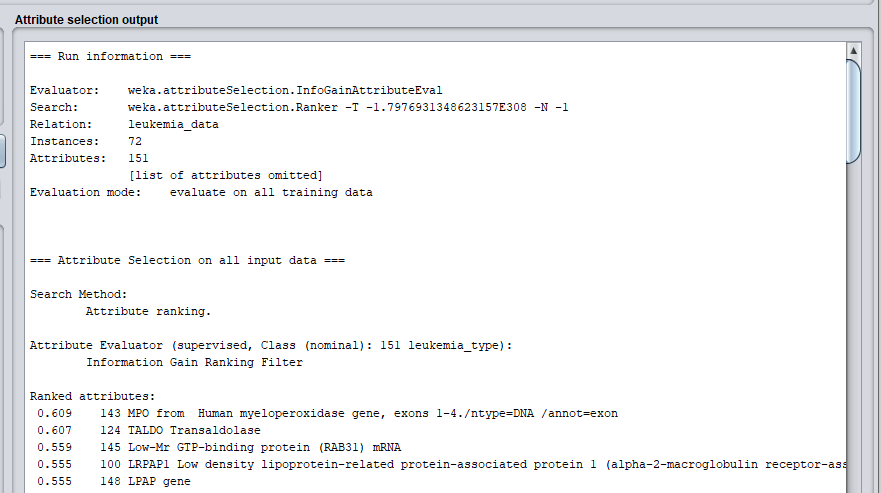 Attribute selection output
=== Run information ===
Evaluator:    weka.attributeSelection.InfoGainAttributeEval
Search:       weka.attributeSelection.Ranker -T -1.7976931348623157E308 -N -1
Relation:     leukemia_data
Instances:    72
Attributes:   151
[list of attributes omitted]
Evaluation mode:    evaluate on all training data
=== Attribute Selection on all input data ===
Search Method:
Attribute ranking.
Attribute Evaluator (supervised, Class (nominal): 151 leukemia_type):
Information Gain Ranking Filter
Ranked attributes:
0.609    143 MPO from  Human myeloperoxidase gene, exons 1-4./ntype=DNA /annot=exon
0.607    124 TALDO Transaldolase
0.559    145 Low-Mr GTP-binding protein (RAB31) mRNA
0.555    100 LRPAP1 Low density lipoprotein-related protein-associated protein 1 (alpha-2-macroglobulin receptor-ass
0.555    148 LPAP gene